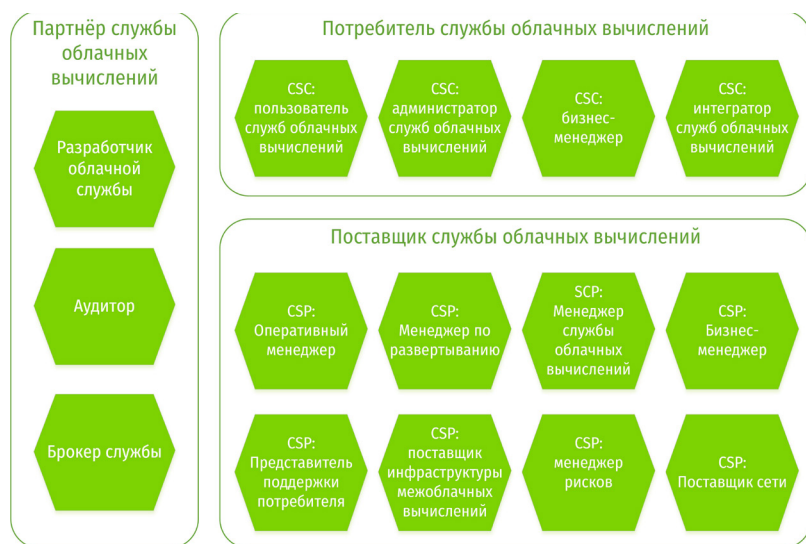 Партнёр службы
облачных
вычислений
Разработчик
облачной
службы
Аудитор
Брокер службы
Потребитель службы облачных вычислений
CSC:
пользователь
служб облачных
вычислений
CSC:
администратор
служб облачных
вычислений
CSC:
бизнес-
менеджер
CSC:
интегратор
служб облачных
вычислений
Поставщик службы облачных вычислений
CSP:
Оперативный
менеджер
CSP:
Менеджер по
развертыванию
SCP:
Менеджер
службы
облачных
вычислений
CSP:
Бизнес-
менеджер
CSP:
Представитель
поддержки
потребителя
CSP:
поставщик
инфраструктуры
межоблачных
вычислений
CSP:
менеджер
рисков
CSP:
Поставщик сети